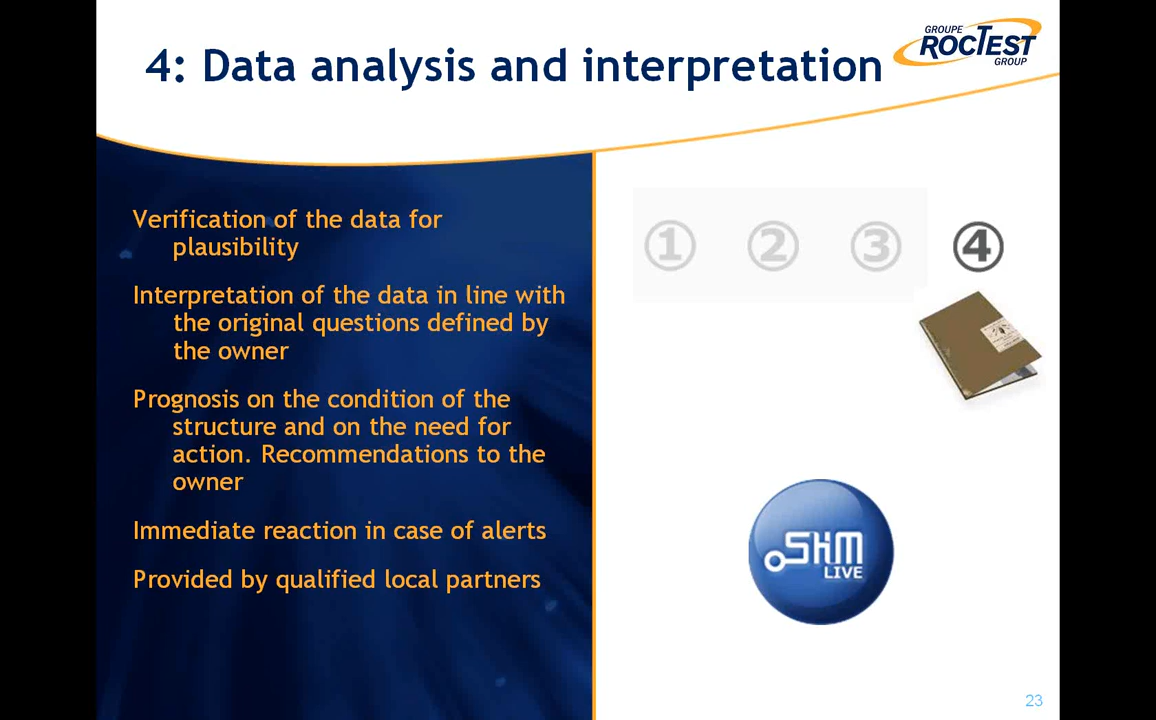 4: Data analysis and interpretation
GROUPE
ROCTEST
GROUP
Verification of the data for
plausibility
Interpretation of the data in line with
the original questions defined by
the owner
Prognosis on the condition of the
structure and on the need for
action. Recommendations to the
owner
Immediate reaction in case of alerts
Provided by qualified local partners
① ② ③ ④
SHM
LIVE
23